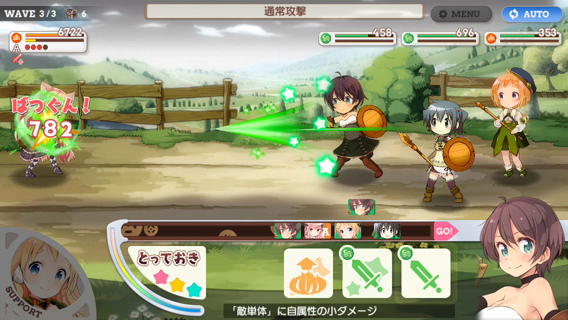 WAVE 3/3 6
通常攻撃
MENU
AUTO
6722
A
458
696
353
ばつぐん!
782
GO!
とっておき
SUPPORT
「敵単体」に自属性の小ダメージ